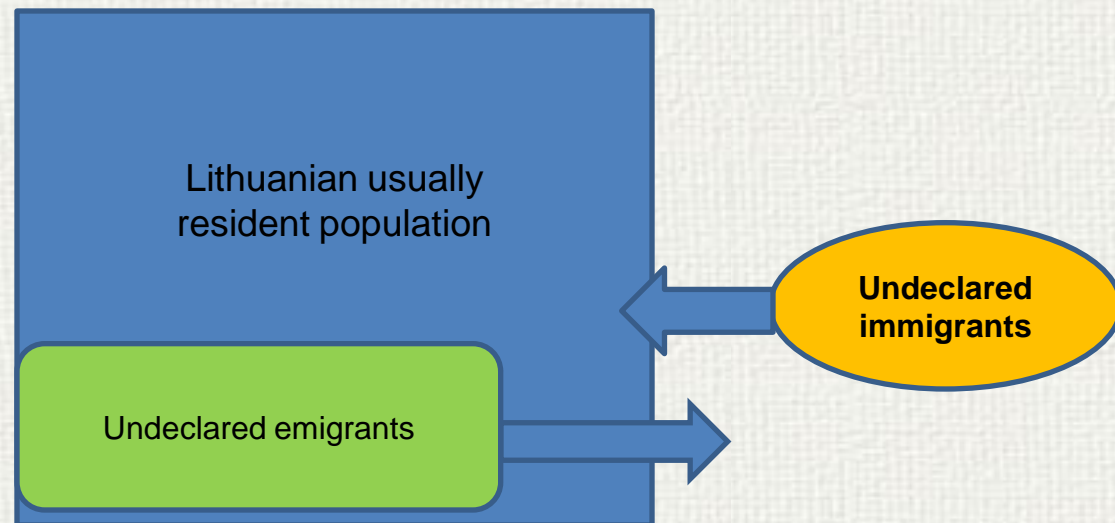 Lithuanian usually
resident population
Undeclared
immigrants
Undeclared emigrants